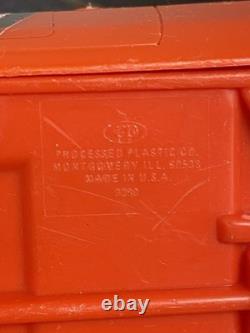 PROCESSED PLASTIC CO.
MONTGOMERY ILL. 60538
MADE IN U.S.A.